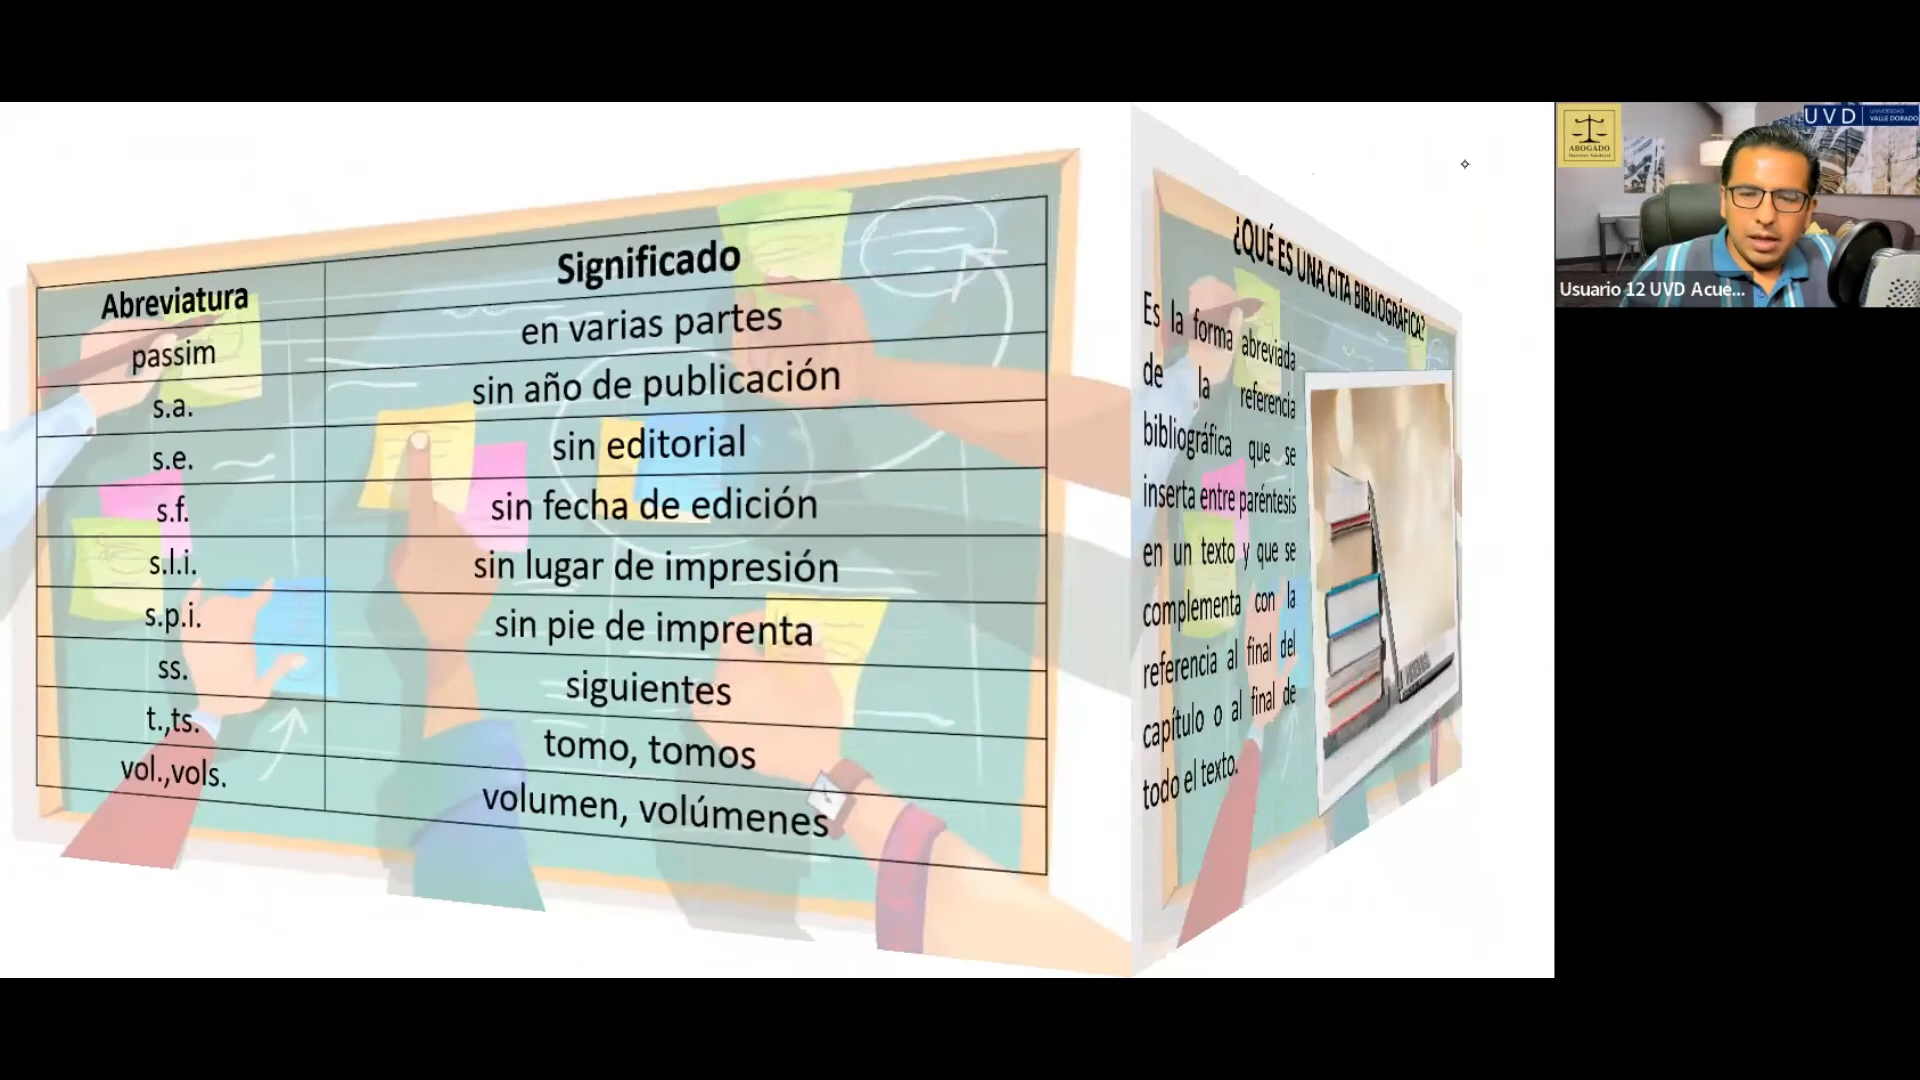 Abreviatura Significado
passim en varias partes
s.a. sin año de publicación
s.e. sin editorial
s.f. sin fecha de edición
s.l.i. sin lugar de impresión
s.p.i. sin pie de imprenta
ss. siguientes
t.,ts. tomo, tomos
vol.,vols. volumen, volúmenes
¿QUÉ ES UNA CITA BIBLIOGRÁFICA?
Es la forma abreviada
de la referencia
bibliográfica que se
inserta entre paréntesis
en un texto y que se
complementa con la
referencia al final del
capítulo o al final de
todo el texto.
ABOGADO
UVD
UNIVERSIDAD
VALLE DORADO
Usuario 12 UVD Acue...